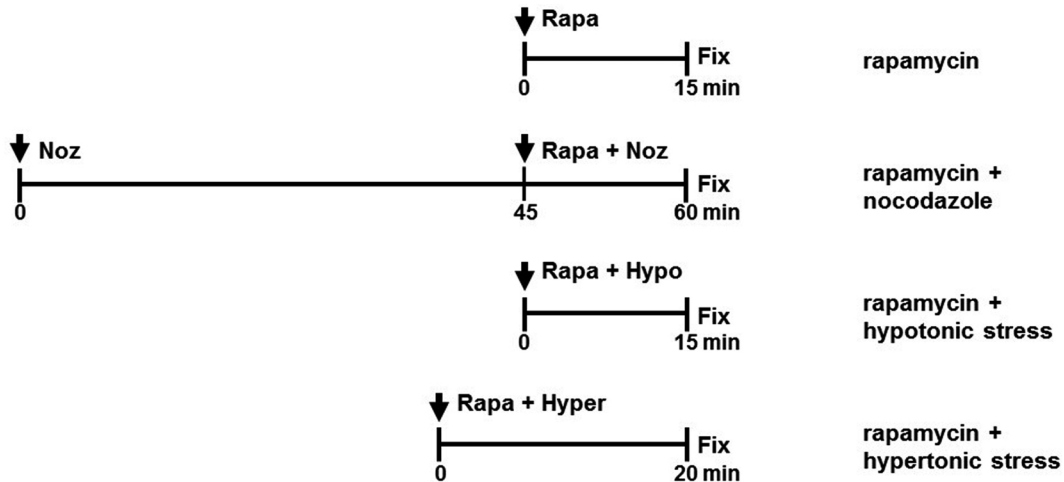 Rapa
Fix
0
15 min
rapamycin
Noz
Rapa + Noz
Fix
0
45
60 min
rapamycin +
nocodazole
Rapa + Hypo
Fix
0
15 min
rapamycin +
hypotonic stress
Rapa + Hyper
Fix
0
20 min
rapamycin +
hypertonic stress